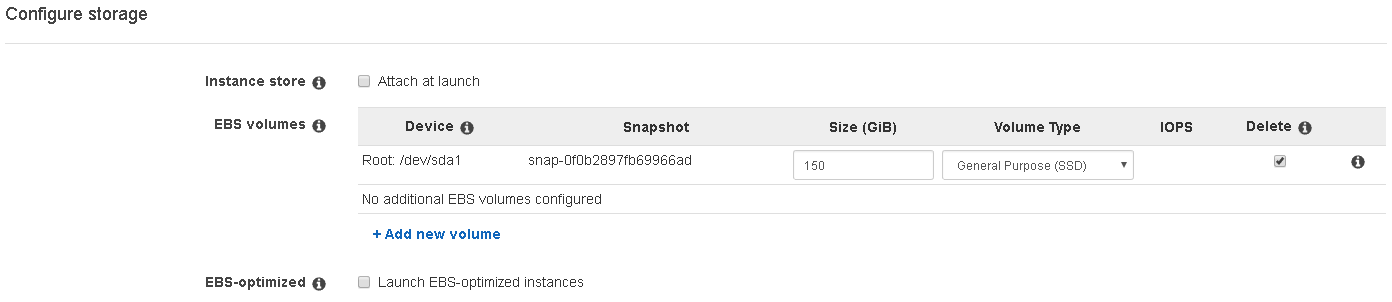 Configure storage
Instance store Attach at launch
EBS volumes Device Snapshot Size (GiB) Volume Type IOPS Delete
Root: /dev/sda1 snap-0f0b2897fb69966ad 150 General Purpose (SSD)
No additional EBS volumes configured
+ Add new volume
EBS-optimized Launch EBS-optimized instances